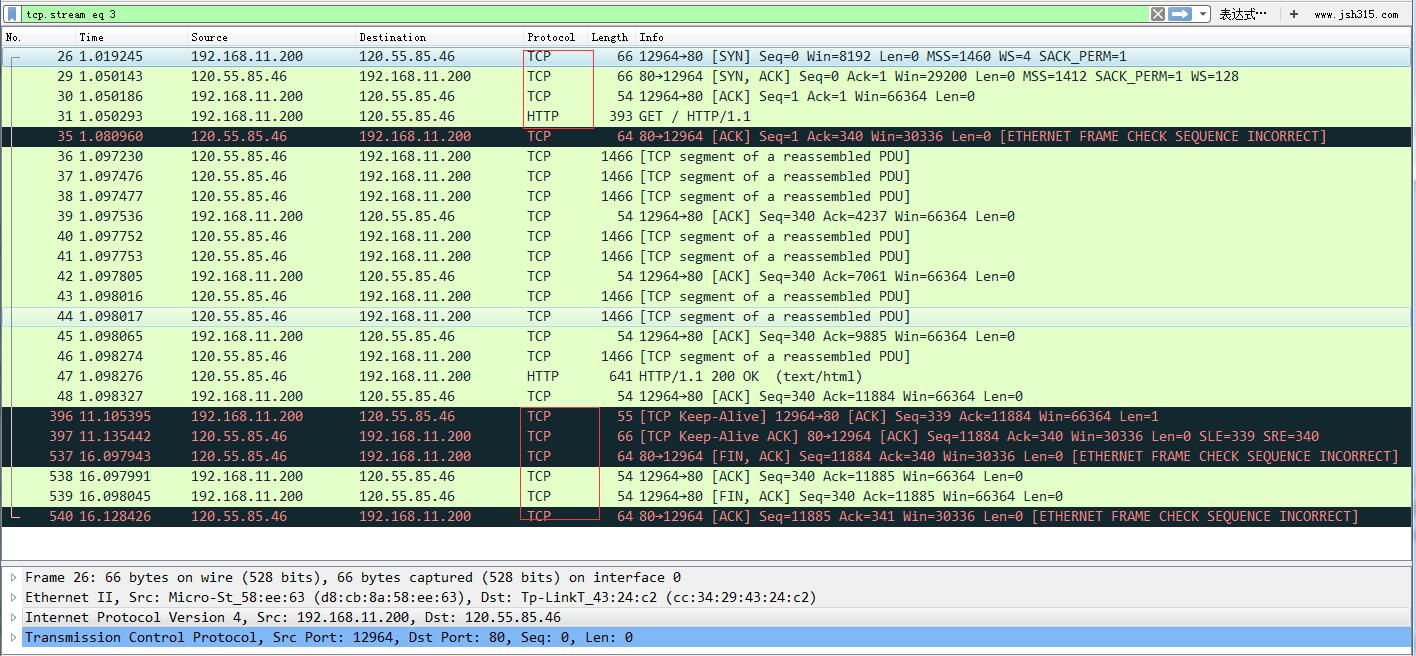 tcp.stream eq 3 表达式… + www.jsh315.com
No. Time Source Destination Protocol Length Info
26 1.019245 192.168.11.200 120.55.85.46 TCP 66 12964→80 [SYN] Seq=0 Win=8192 Len=0 MSS=1460 WS=4 SACK_PERM=1
29 1.050143 120.55.85.46 192.168.11.200 TCP 66 80→12964 [SYN, ACK] Seq=0 Ack=1 Win=29200 Len=0 MSS=1412 SACK_PERM=1 WS=128
30 1.050186 192.168.11.200 120.55.85.46 TCP 54 12964→80 [ACK] Seq=1 Ack=1 Win=66364 Len=0
31 1.050293 192.168.11.200 120.55.85.46 HTTP 393 GET / HTTP/1.1
35 1.080960 120.55.85.46 192.168.11.200 TCP 64 80→12964 [ACK] Seq=1 Ack=340 Win=30336 Len=0 [ETHERNET FRAME CHECK SEQUENCE INCORRECT]
36 1.097230 120.55.85.46 192.168.11.200 TCP 1466 [TCP segment of a reassembled PDU]
37 1.097476 120.55.85.46 192.168.11.200 TCP 1466 [TCP segment of a reassembled PDU]
38 1.097477 120.55.85.46 192.168.11.200 TCP 1466 [TCP segment of a reassembled PDU]
39 1.097536 192.168.11.200 120.55.85.46 TCP 54 12964→80 [ACK] Seq=340 Ack=4237 Win=66364 Len=0
40 1.097752 120.55.85.46 192.168.11.200 TCP 1466 [TCP segment of a reassembled PDU]
41 1.097753 120.55.85.46 192.168.11.200 TCP 1466 [TCP segment of a reassembled PDU]
42 1.097805 192.168.11.200 120.55.85.46 TCP 54 12964→80 [ACK] Seq=340 Ack=7061 Win=66364 Len=0
43 1.098016 120.55.85.46 192.168.11.200 TCP 1466 [TCP segment of a reassembled PDU]
44 1.098017 120.55.85.46 192.168.11.200 TCP 1466 [TCP segment of a reassembled PDU]
45 1.098065 192.168.11.200 120.55.85.46 TCP 54 12964→80 [ACK] Seq=340 Ack=9885 Win=66364 Len=0
46 1.098274 120.55.85.46 192.168.11.200 TCP 1466 [TCP segment of a reassembled PDU]
47 1.098276 120.55.85.46 192.168.11.200 HTTP 641 HTTP/1.1 200 OK (text/html)
48 1.098327 192.168.11.200 120.55.85.46 TCP 54 12964→80 [ACK] Seq=340 Ack=11884 Win=66364 Len=0
396 11.105395 192.168.11.200 120.55.85.46 TCP 55 [TCP Keep-Alive] 12964→80 [ACK] Seq=339 Ack=11884 Win=66364 Len=1
397 11.135442 120.55.85.46 192.168.11.200 TCP 66 [TCP Keep-Alive ACK] 80→12964 [ACK] Seq=11884 Ack=340 Win=30336 Len=0 SLE=339 SRE=340
537 16.097943 120.55.85.46 192.168.11.200 TCP 64 80→12964 [FIN, ACK] Seq=11884 Ack=340 Win=30336 Len=0 [ETHERNET FRAME CHECK SEQUENCE INCORRECT]
538 16.097991 192.168.11.200 120.55.85.46 TCP 54 12964→80 [ACK] Seq=340 Ack=11885 Win=66364 Len=0
539 16.098045 192.168.11.200 120.55.85.46 TCP 54 12964→80 [FIN, ACK] Seq=340 Ack=11885 Win=66364 Len=0
540 16.128426 120.55.85.46 192.168.11.200 TCP 64 80→12964 [ACK] Seq=11885 Ack=341 Win=30336 Len=0 [ETHERNET FRAME CHECK SEQUENCE INCORRECT]
Frame 26: 66 bytes on wire (528 bits), 66 bytes captured (528 bits) on interface 0
Ethernet II, Src: Micro-St_58:ee:63 (d8:cb:8a:58:ee:63), Dst: Tp-LinkT_43:24:c2 (cc:34:29:43:24:c2)
Internet Protocol Version 4, Src: 192.168.11.200, Dst: 120.55.85.46
Transmission Control Protocol, Src Port: 12964, Dst Port: 80, Seq: 0, Len: 0